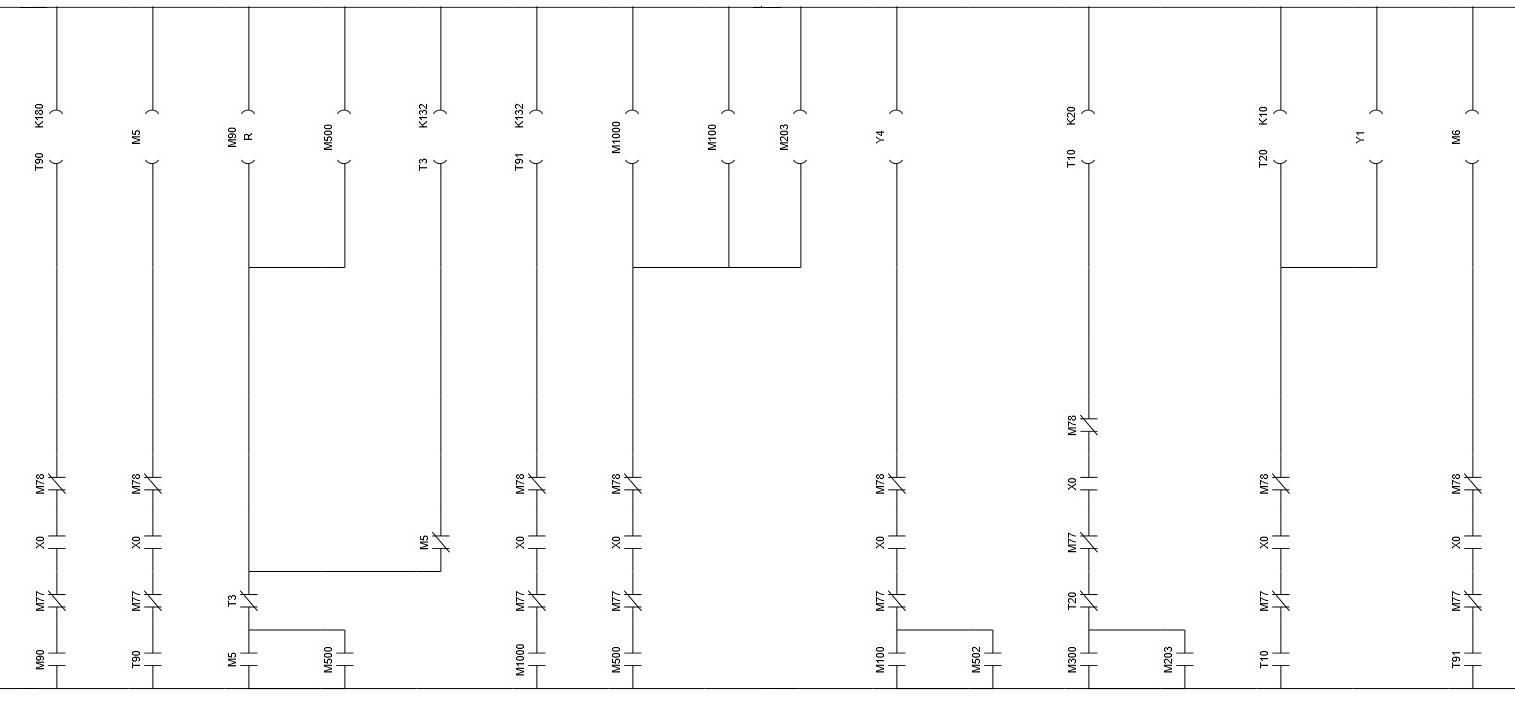 M90 M77 X0 M78 T90 K180
T90 M77 X0 M78 M5
M5 T3 M90
R
M500 M500
M5 T3 K132
M1000 M77 X0 M78 T91 K132
M500 M77 X0 M78 M1000
M100
M203
M100 M77 X0 M78 Y4
M502
M300 T20 M77 X0 M78 T10 K20
M203
T10 M77 X0 M78 T20 K10
Y1
T91 M77 X0 M78 M6